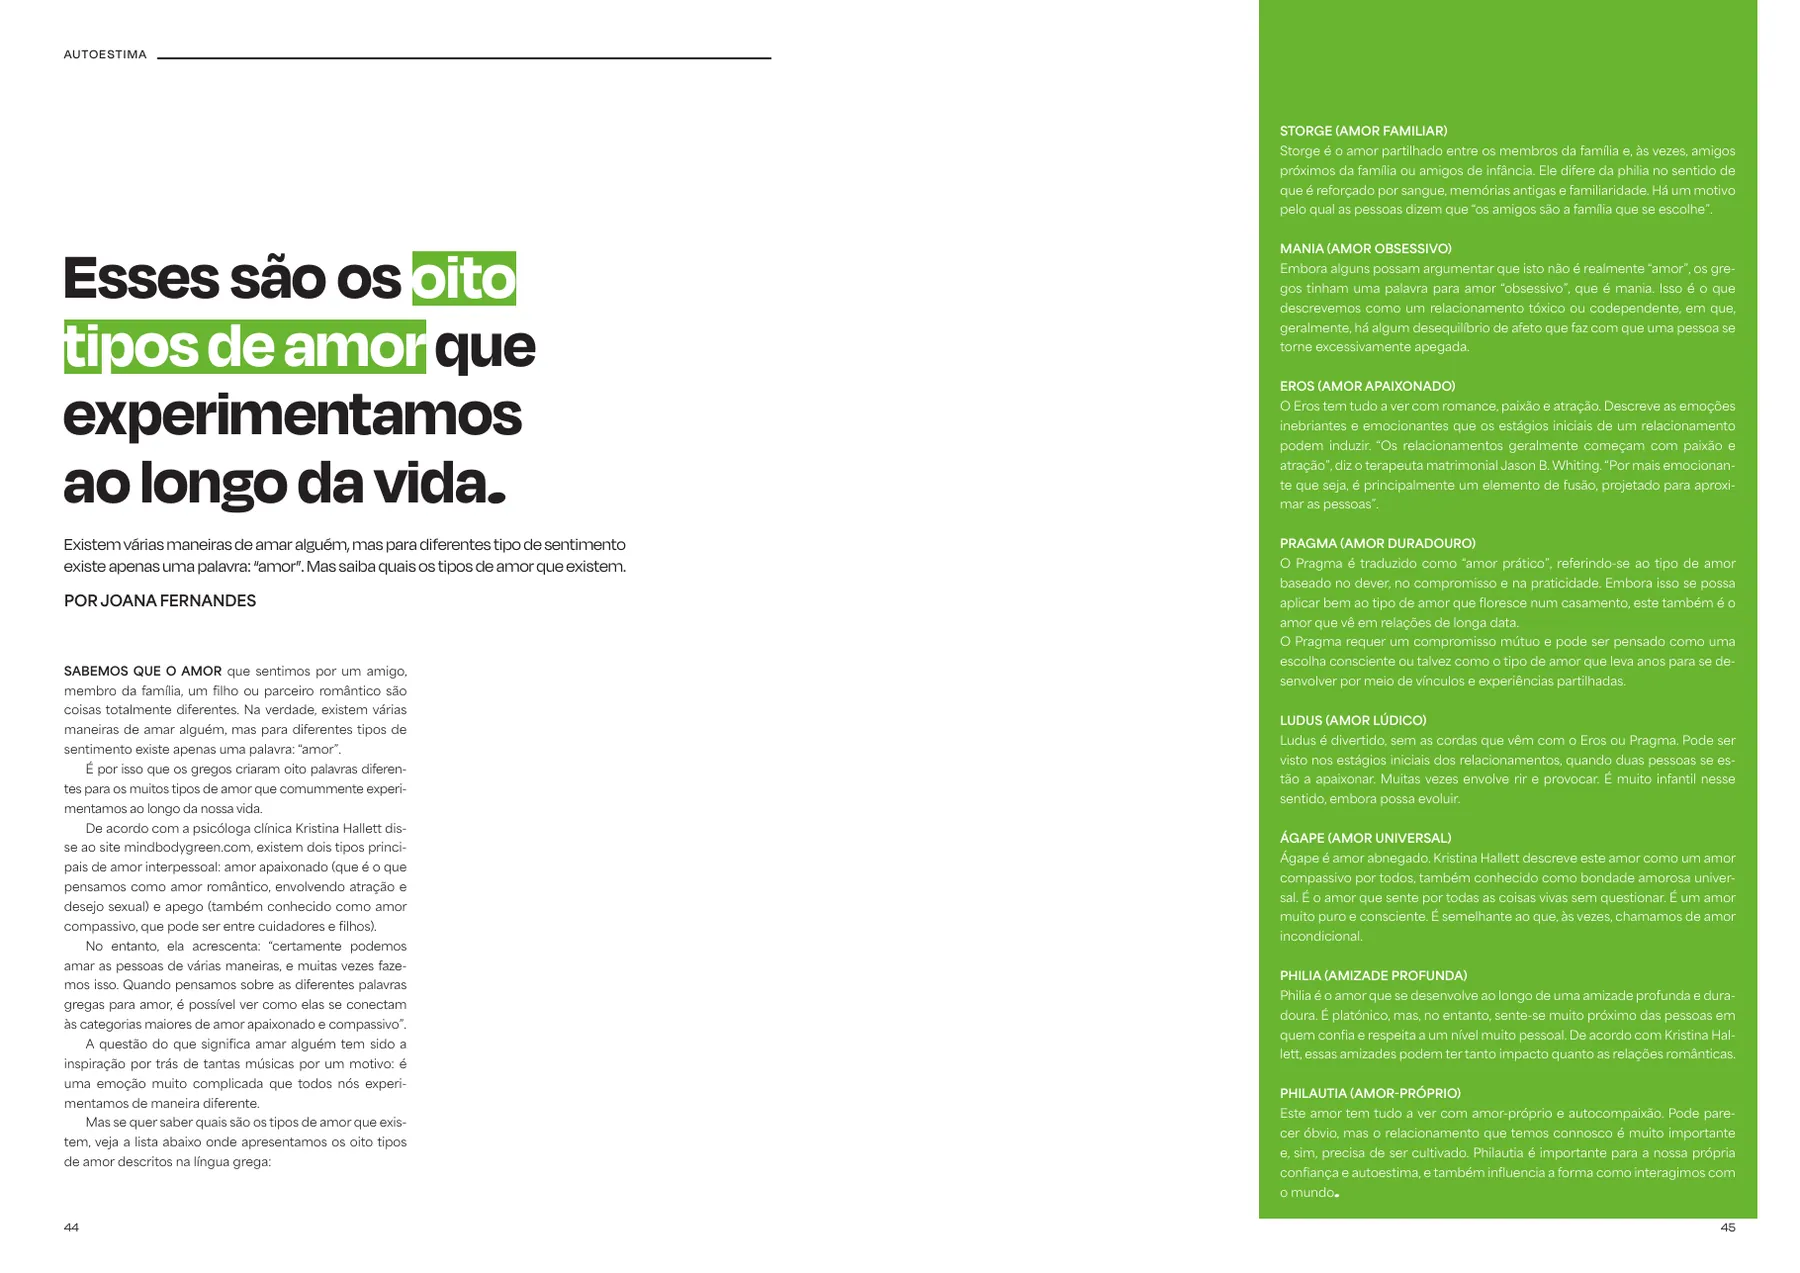 AUTOESTIMA
Esses são os oito
tipos de amor que
experimentamos
ao longo da vida.
Existem várias maneiras de amar alguém, mas para diferentes tipo de sentimento
existe apenas uma palavra: “amor”. Mas saiba quais os tipos de amor que existem.
POR JOANA FERNANDES
SABEMOS QUE O AMOR que sentimos por um amigo,
membro da família, um filho ou parceiro romântico são
coisas totalmente diferentes. Na verdade, existem várias
maneiras de amar alguém, mas para diferentes tipos de
sentimento existe apenas uma palavra: “amor”.
É por isso que os gregos criaram oito palavras diferen-
tes para os muitos tipos de amor que comummente experi-
mentamos ao longo da nossa vida.
De acordo com a psicóloga clínica Kristina Hallett dis-
se ao site mindbodygreen.com, existem dois tipos princi-
pais de amor interpessoal: amor apaixonado (que é o que
pensamos como amor romântico, envolvendo atração e
desejo sexual) e apego (também conhecido como amor
compassivo, que pode ser entre cuidadores e filhos).
No entanto, ela acrescenta: “certamente podemos
amar as pessoas de várias maneiras, e muitas vezes faze-
mos isso. Quando pensamos sobre as diferentes palavras
gregas para amor, é possível ver como elas se conectam
às categorias maiores de amor apaixonado e compassivo”.
A questão do que significa amar alguém tem sido a
inspiração por trás de tantas músicas por um motivo: é
uma emoção muito complicada que todos nós experi-
mentamos de maneira diferente.
Mas se quer saber quais são os tipos de amor que exis-
tem, veja a lista abaixo onde apresentamos os oito tipos
de amor descritos na língua grega:
44
STORGE (AMOR FAMILIAR)
Storge é o amor partilhado entre os membros da família e, às vezes, amigos
próximos da família ou amigos de infância. Ele difere da philia no sentido de
que é reforçado por sangue, memórias antigas e familiaridade. Há um motivo
pelo qual as pessoas dizem que “os amigos são a família que se escolhe”.
MANIA (AMOR OBSESSIVO)
Embora alguns possam argumentar que isto não é realmente “amor”, os gre-
gos tinham uma palavra para amor “obsessivo”, que é mania. Isso é o que
descrevemos como um relacionamento tóxico ou codependente, em que,
geralmente, há algum desequilíbrio de afeto que faz com que uma pessoa se
torne excessivamente apegada.
EROS (AMOR APAIXONADO)
O Eros tem tudo a ver com romance, paixão e atração. Descreve as emoções
inebriantes e emocionantes que os estágios iniciais de um relacionamento
podem induzir. “Os relacionamentos geralmente começam com paixão e
atração”, diz o terapeuta matrimonial Jason B. Whiting. “Por mais emocionan-
te que seja, é principalmente um elemento de fusão, projetado para aproxi-
mar as pessoas”.
PRAGMA (AMOR DURADOURO)
O Pragma é traduzido como “amor prático”, referindo-se ao tipo de amor
baseado no dever, no compromisso e na praticidade. Embora isso se possa
aplicar bem ao tipo de amor que floresce num casamento, este também é o
amor que vê em relações de longa data.
O Pragma requer um compromisso mútuo e pode ser pensado como uma
escolha consciente ou talvez como o tipo de amor que leva anos para se de-
senvolver por meio de vínculos e experiências partilhadas.
LUDUS (AMOR LÚDICO)
Ludus é divertido, sem as cordas que vêm com o Eros ou Pragma. Pode ser
visto nos estágios iniciais dos relacionamentos, quando duas pessoas se es-
tão a apaixonar. Muitas vezes envolve rir e provocar. É muito infantil nesse
sentido, embora possa evoluir.
ÁGAPE (AMOR UNIVERSAL)
Ágape é amor abnegado. Kristina Hallett descreve este amor como um amor
compassivo por todos, também conhecido como bondade amorosa univer-
sal. É o amor que sente por todas as coisas vivas sem questionar. É um amor
muito puro e consciente. É semelhante ao que, às vezes, chamamos de amor
incondicional.
PHILIA (AMIZADE PROFUNDA)
Philia é o amor que se desenvolve ao longo de uma amizade profunda e dura-
doura. É platónico, mas, no entanto, sente-se muito próximo das pessoas em
quem confia e respeita a um nível muito pessoal. De acordo com Kristina Hal-
lett, essas amizades podem ter tanto impacto quanto as relações românticas.
PHILAUTIA (AMOR-PRÓPRIO)
Este amor tem tudo a ver com amor-próprio e autocompaixão. Pode pare-
cer óbvio, mas o relacionamento que temos connosco é muito importante
e, sim, precisa de ser cultivado. Philautia é importante para a nossa própria
confiança e autoestima, e também influencia a forma como interagimos com
o mundo.
45